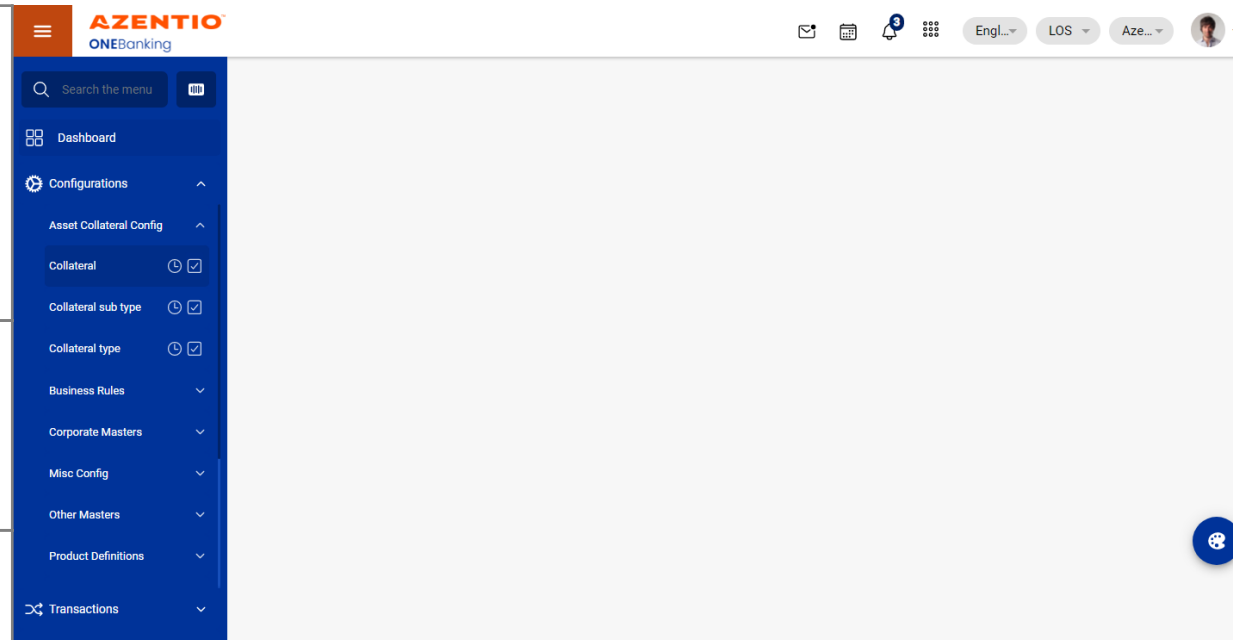 AZENTIO
ONEBanking
3
Engl...
LOS
Aze...
Search the menu
Dashboard
Configurations
Asset Collateral Config
Collateral
Collateral sub type
Collateral type
Business Rules
Corporate Masters
Misc Config
Other Masters
Product Definitions
Transactions